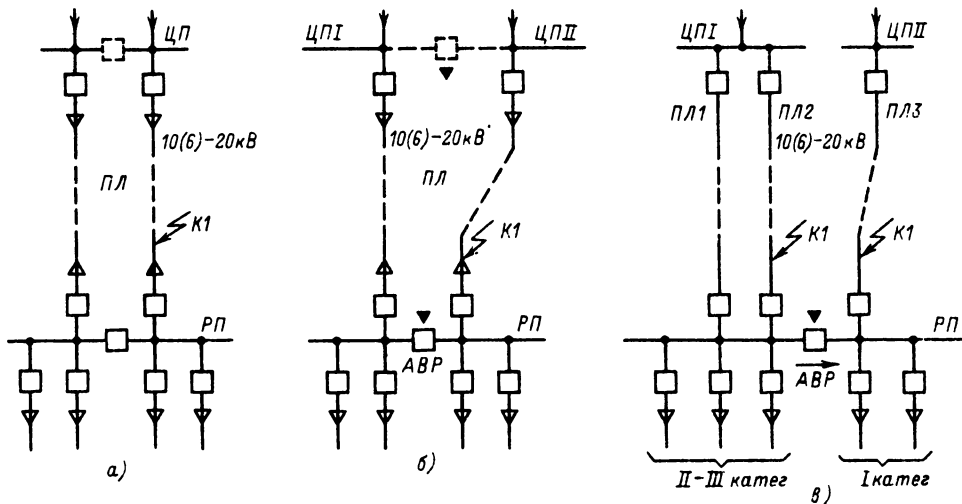 ЦП
10(6)–20кВ
ПЛ
К1
РП
а)
ЦПI
ЦПII
10(6)–20кВ
ПЛ
К1
РП
АВР
б)
ЦПI
ЦПII
ПЛ1
ПЛ2
ПЛ3
10(6)–20кВ
К1
К1
РП
АВР
II–III катег
I катег
в)